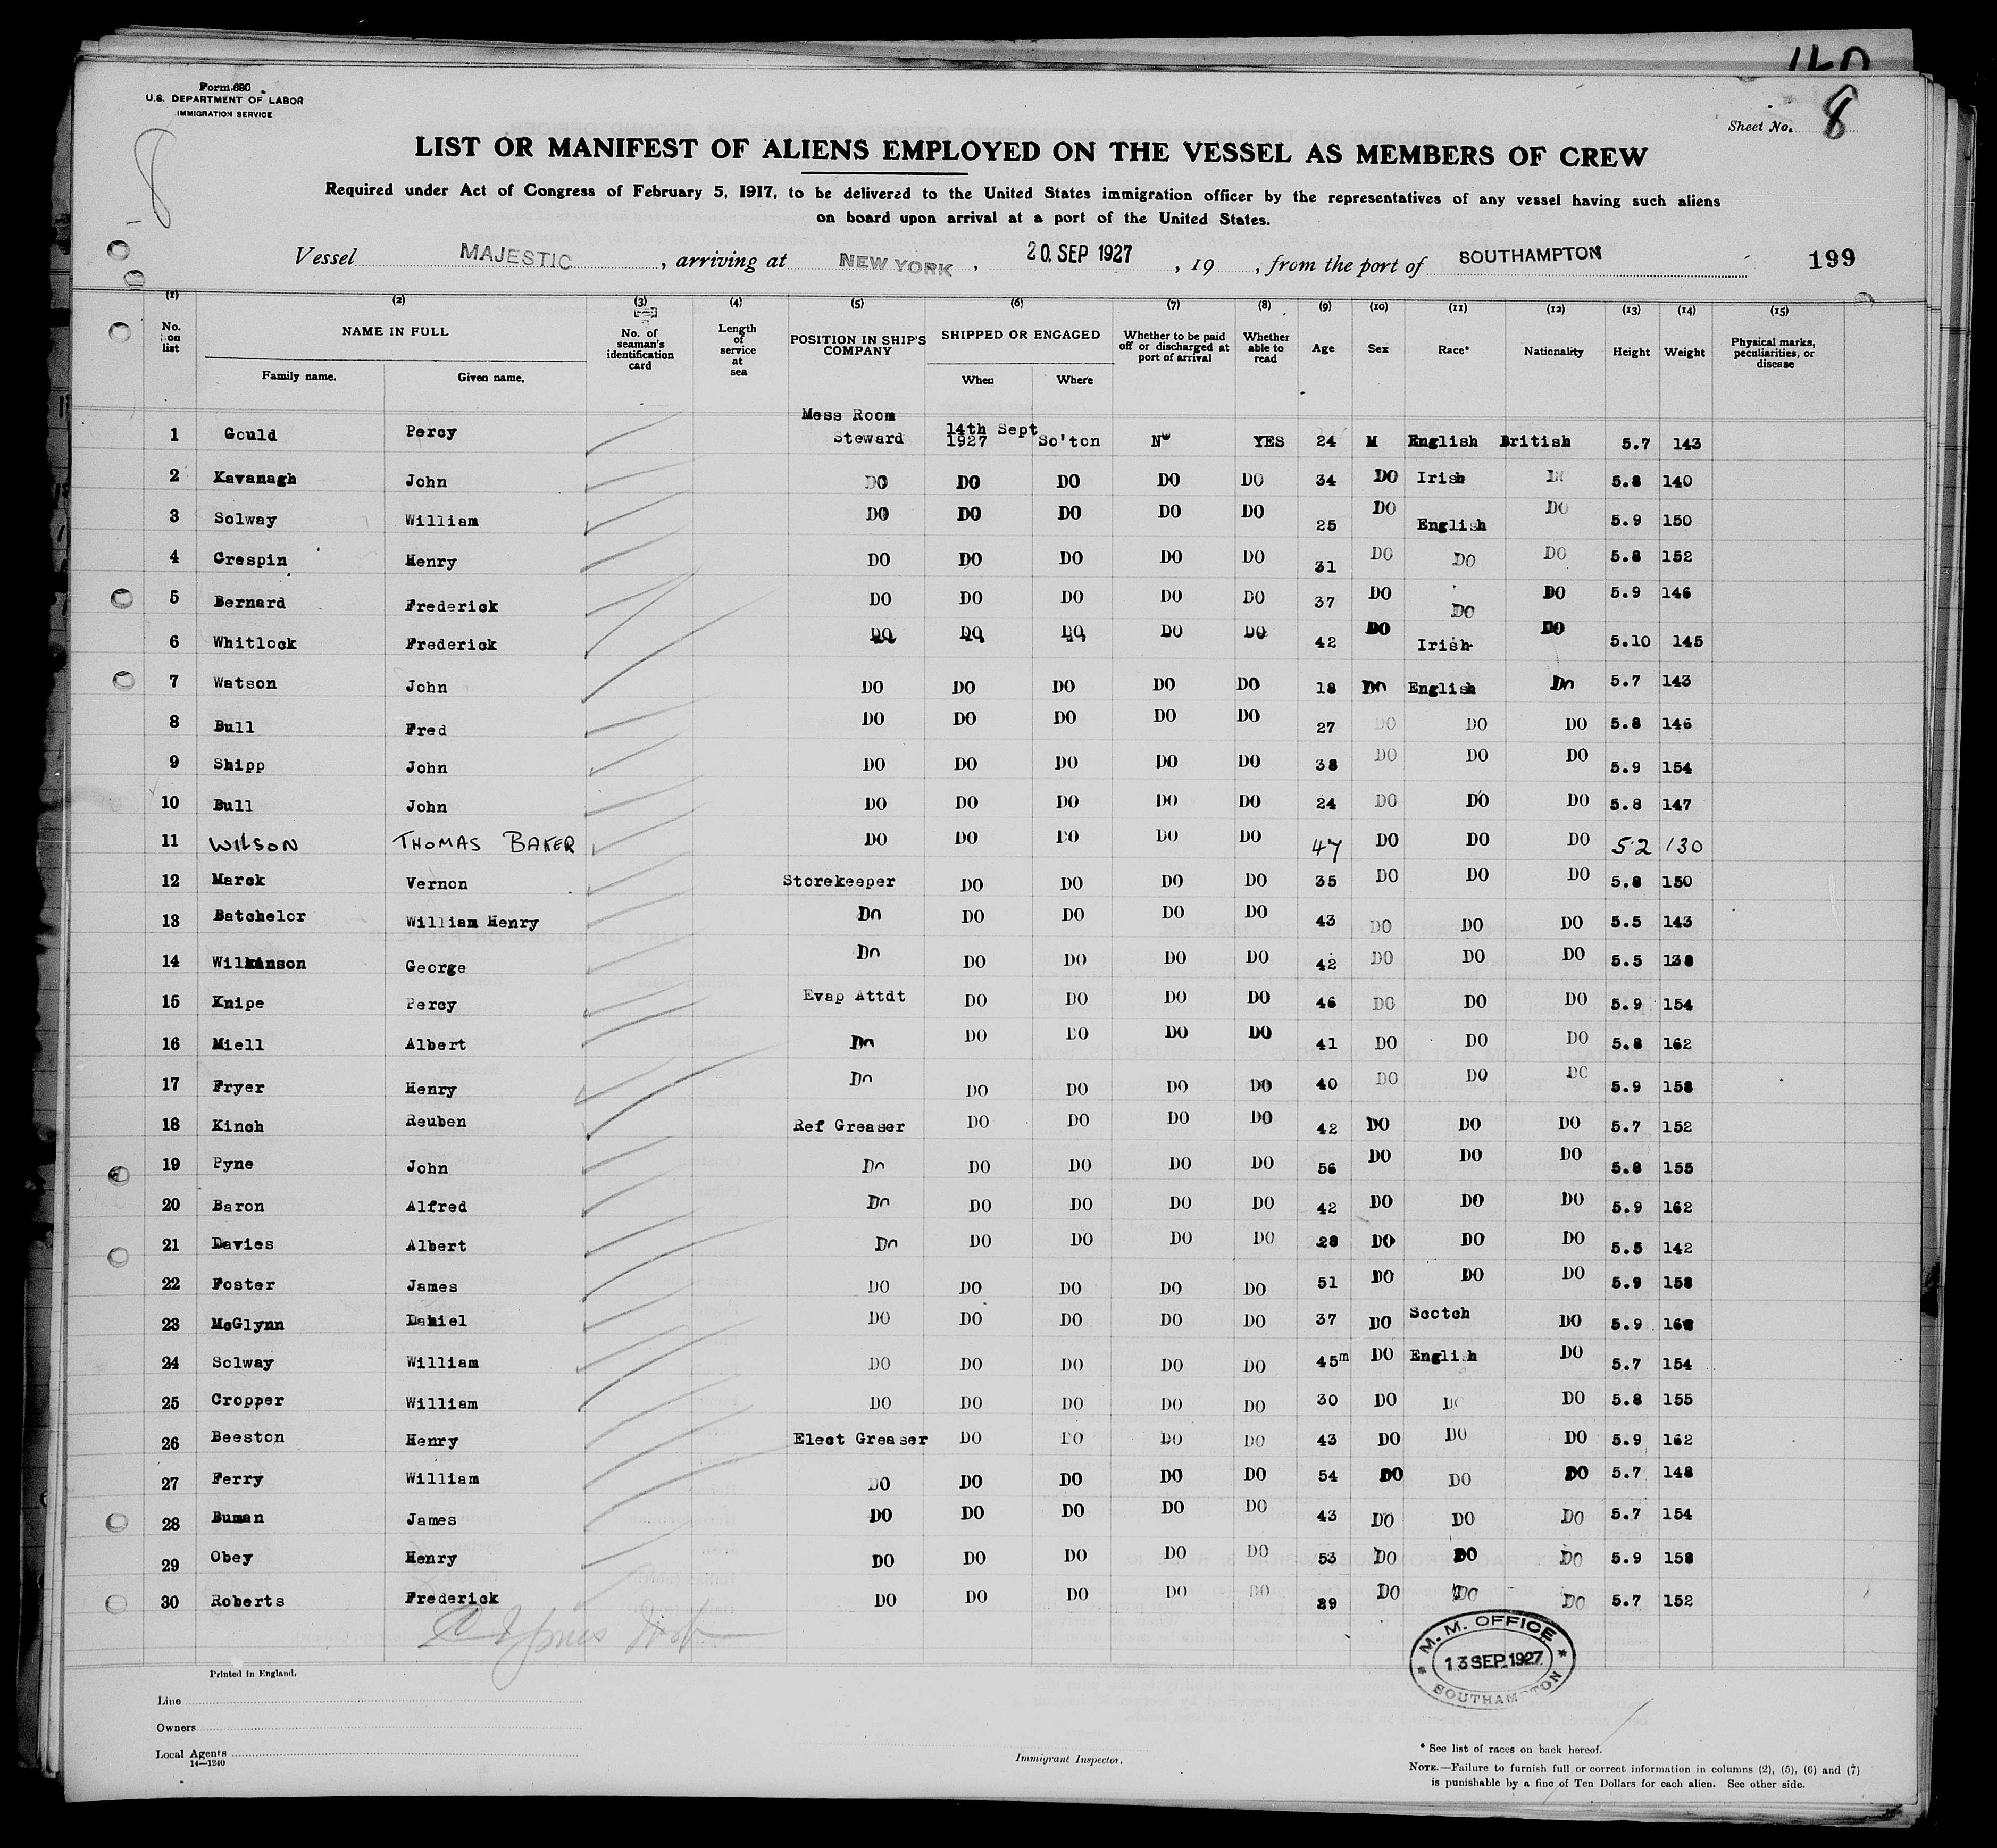 Form 680
U.S. DEPARTMENT OF LABOR
IMMIGRATION SERVICE
8
Sheet No. 8
LIST OR MANIFEST OF ALIENS EMPLOYED ON THE VESSEL AS MEMBERS OF CREW
Required under Act of Congress of February 5, 1917, to be delivered to the United States immigration officer by the representatives of any vessel having such aliens
on board upon arrival at a port of the United States.
Vessel MAJESTIC, arriving at NEW YORK, 20 SEP 1927, 19 , from the port of SOUTHAMPTON 199
(1) (2) (3) (4) (5) (6) (7) (8) (9) (10) (11) (12) (13) (14) (15)
No. on list NAME IN FULL Family name. Given name. No. of seaman's identification card Length of service at sea POSITION IN SHIP'S COMPANY SHIPPED OR ENGAGED When Where Whether to be paid off or discharged at port of arrival Whether able to read Age Sex Race* Nationality Height Weight Physical marks, peculiarities, or disease
1 Gould Percy Mess Room Steward 14th Sept 1927 So'ton No YES 24 M English British 5.7 143
2 Kavanagh John DO DO DO DO DO 34 DO Irish DO 5.8 140
3 Solway William DO DO DO DO DO 25 DO English DO 5.9 150
4 Crespin Henry DO DO DO DO DO 31 DO DO DO 5.8 152
5 Bernard Frederick DO DO DO DO DO 37 DO DO DO 5.9 146
6 Whitlock Frederick DO DO DO DO DO 42 DO Irish DO 5.10 145
7 Watson John DO DO DO DO DO 18 Do English Do 5.7 143
8 Bull Fred DO DO DO DO DO 27 DO DO DO 5.8 146
9 Shipp John DO DO DO DO DO 38 DO DO DO 5.9 154
10 Bull John DO DO DO DO DO 24 DO DO DO 5.8 147
11 WILSON THOMAS BAKER DO DO DO DO DO 47 DO DO DO 5.2 130
12 Marck Vernon Storekeeper DO DO DO DO 35 DO DO DO 5.8 150
13 Batchelor William Henry Do DO DO DO DO 43 DO DO DO 5.5 143
14 Wilkinson George Do DO DO DO DO 42 DO DO DO 5.5 138
15 Knipe Percy Evap Attdt DO DO DO DO 46 DO DO DO 5.9 154
16 Miell Albert Do DO DO DO DO 41 DO DO DO 5.8 162
17 Fryer Henry Do DO DO DO DO 40 DO DO DO 5.9 158
18 Kinch Reuben Ref Greaser DO DO DO DO 42 DO DO DO 5.7 152
19 Pyne John Do DO DO DO DO 56 DO DO DO 5.8 155
20 Baron Alfred Do DO DO DO DO 42 DO DO DO 5.9 162
21 Davies Albert Do DO DO DO DO 28 DO DO DO 5.5 142
22 Foster James DO DO DO DO DO 51 DO DO DO 5.9 158
23 McGlynn Daniel DO DO DO DO DO 37 DO Scotch DO 5.9
24 Solway William DO DO DO DO DO 45m DO English DO 5.7 154
25 Cropper William DO DO DO DO DO 30 DO DO DO 5.8 155
26 Beeston Henry Elect Greaser DO DO DO DO 43 DO DO DO 5.9 162
27 Ferry William DO DO DO DO DO 54 DO DO DO 5.7 148
28 Buman James DO DO DO DO DO 43 DO DO DO 5.7 154
29 Obey Henry DO DO DO DO DO 53 DO DO DO 5.9 158
30 Roberts Frederick DO DO DO DO DO 29 DO DO DO 5.7 152
M. M. OFFICE
13 SEP. 1927
SOUTHAMPTON
Printed in England.
Line
Owners
Local Agents
14—1240
Immigrant Inspector.
* See list of races on back hereof.
NOTE.—Failure to furnish full or correct information in columns (2), (5), (6) and (7)
is punishable by a fine of Ten Dollars for each alien. See other side.